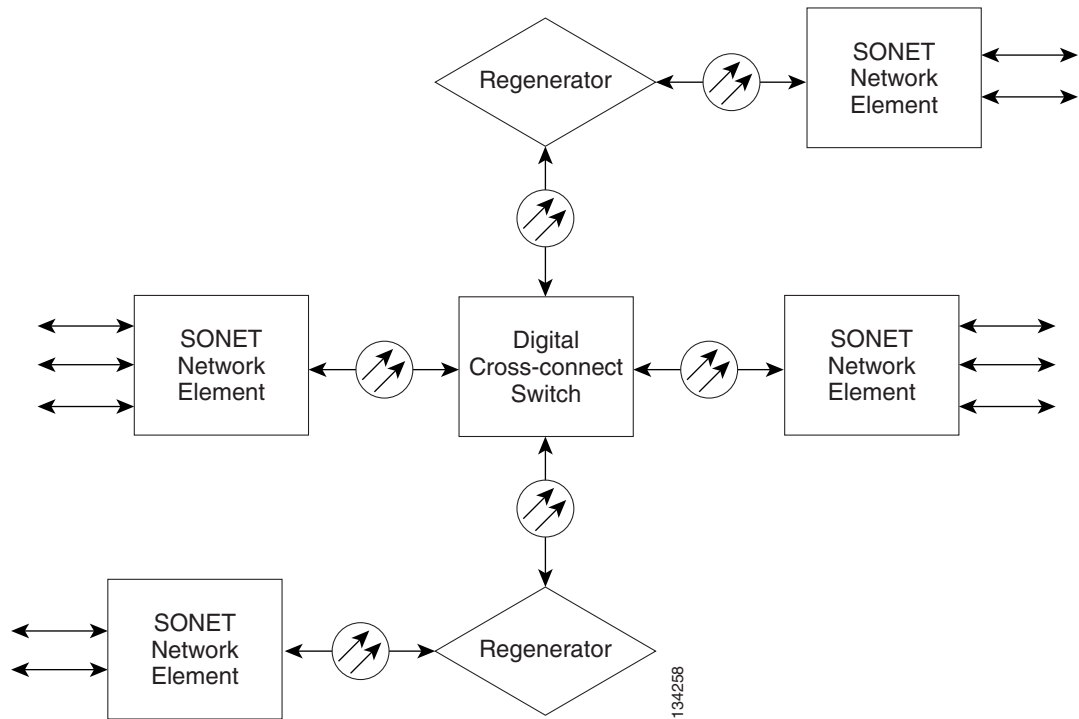 Regenerator
SONET
Network
Element
SONET
Network
Element
Digital
Cross-connect
Switch
SONET
Network
Element
SONET
Network
Element
Regenerator
134258